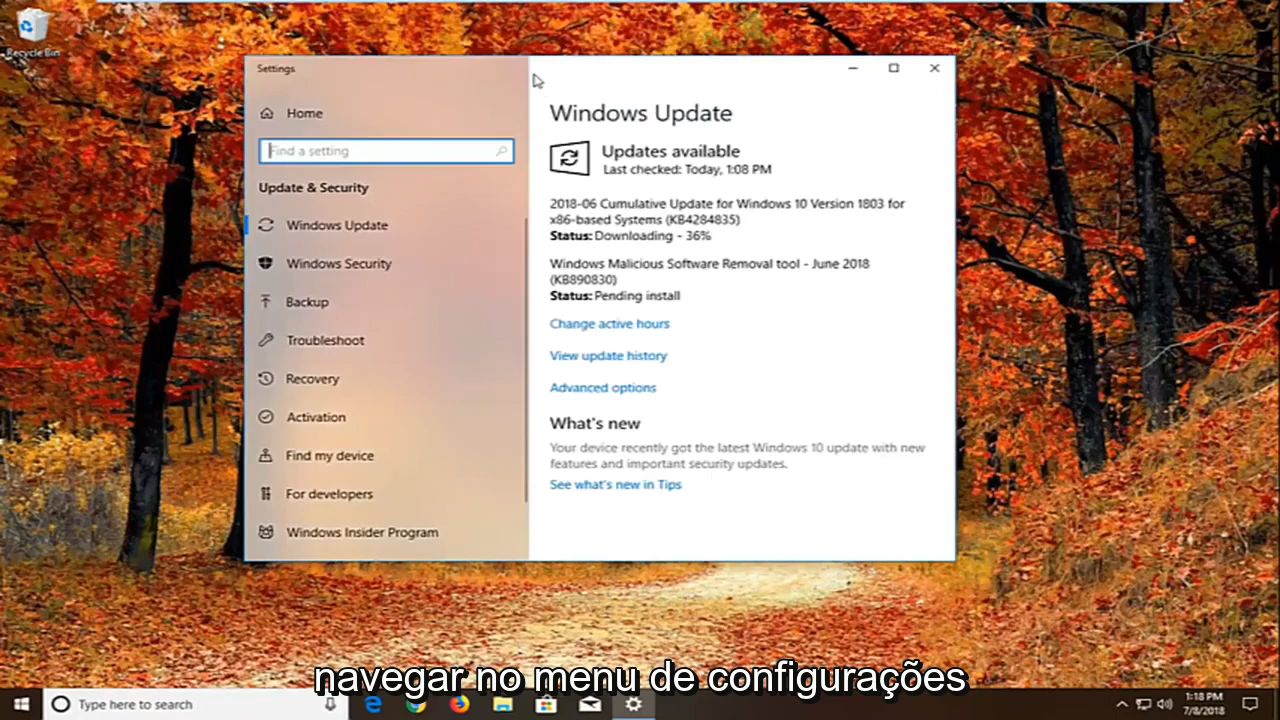 Recycle Bin
Settings
Home
Find a setting
Update & Security
Windows Update
Windows Security
Backup
Troubleshoot
Recovery
Activation
Find my device
For developers
Windows Insider Program
Windows Update
Updates available
Last checked: Today, 1:08 PM
2018-06 Cumulative Update for Windows 10 Version 1803 for
x86-based Systems (KB4284835)
Status: Downloading - 36%
Windows Malicious Software Removal tool - June 2018
(KB890830)
Status: Pending install
Change active hours
View update history
Advanced options
What's new
Your device recently got the latest Windows 10 update with new
features and important security updates.
See what's new in Tips
navegar no menu de configurações
Type here to search
1:18 PM
7/8/2018